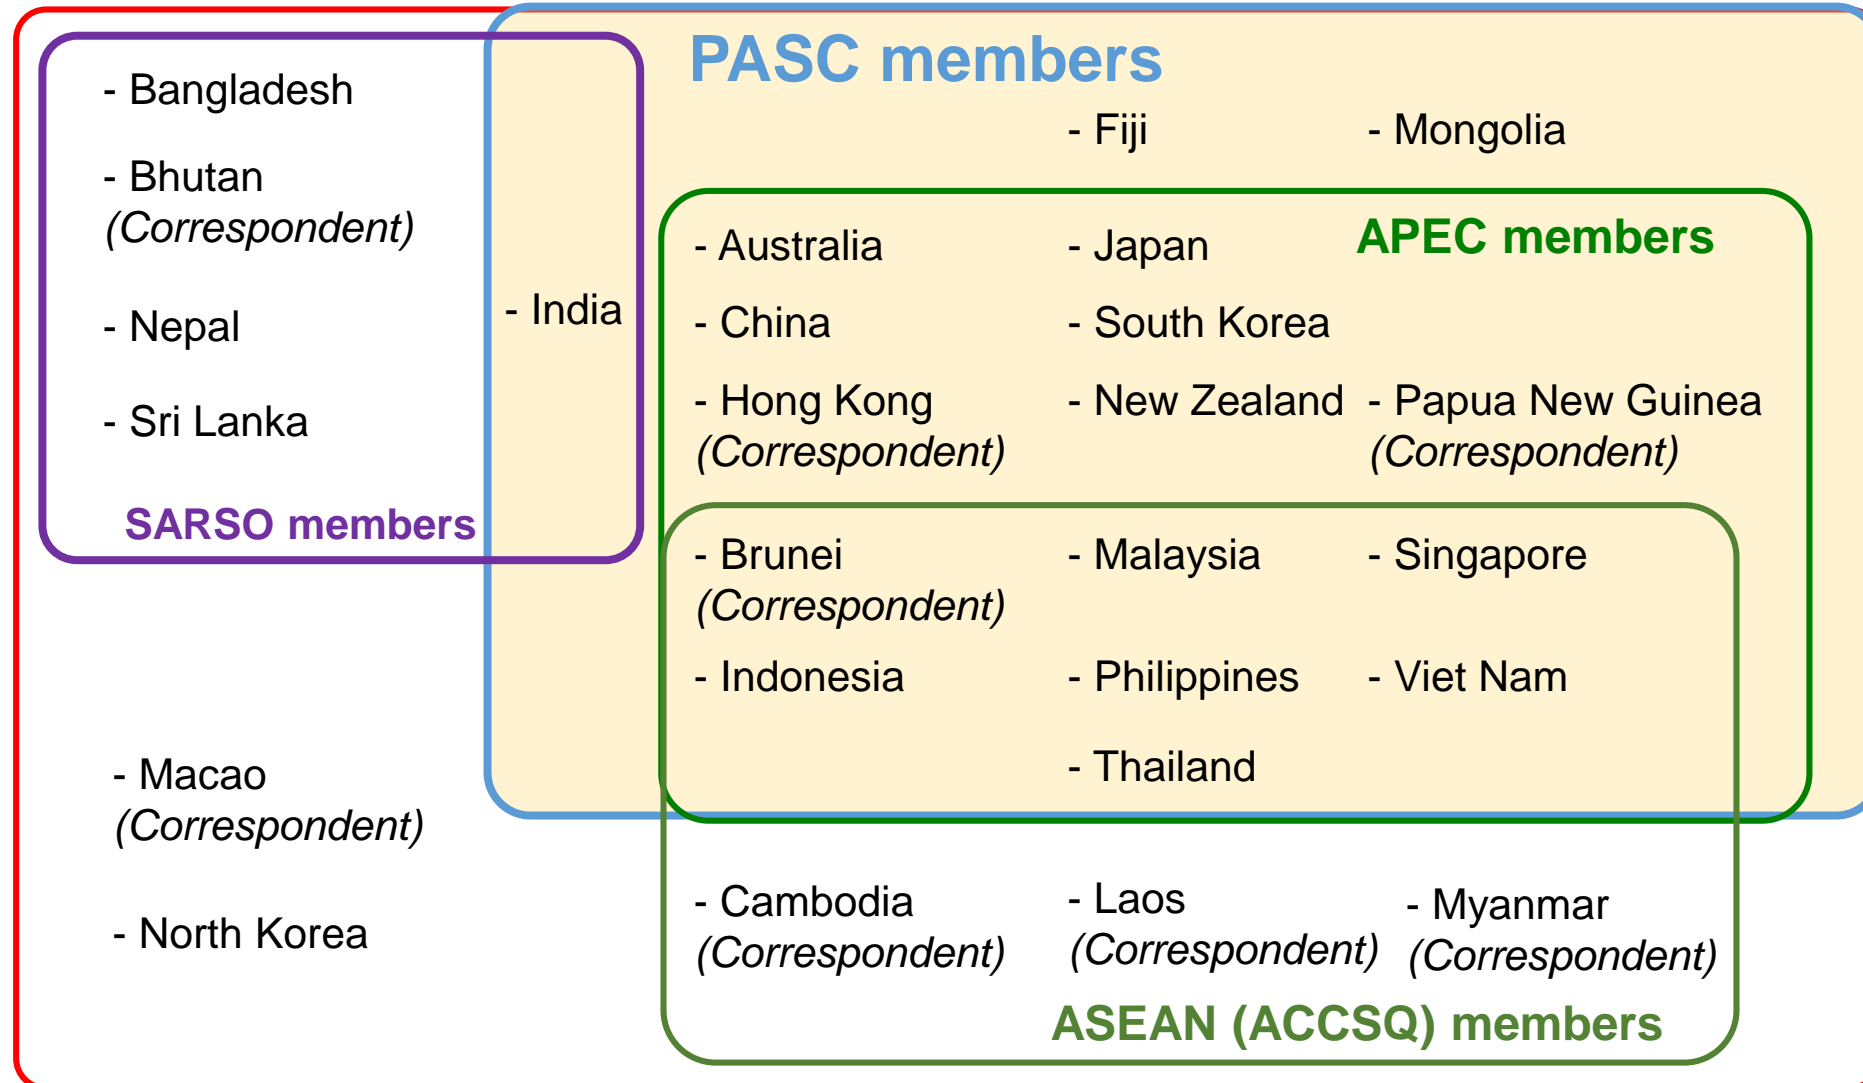 PASC members
- Bangladesh
- Fiji
- Mongolia
- Bhutan
(Correspondent)
APEC members
- Australia
- Japan
- India
- China
- South Korea
- Nepal
- Hong Kong
(Correspondent)
- New Zealand
- Papua New Guinea
(Correspondent)
- Sri Lanka
SARSO members
- Brunei
(Correspondent)
- Malaysia
- Singapore
- Indonesia
- Philippines
- Viet Nam
- Thailand
- Macao
(Correspondent)
- North Korea
- Cambodia
(Correspondent)
- Laos
(Correspondent)
- Myanmar
(Correspondent)
ASEAN (ACCSQ) members